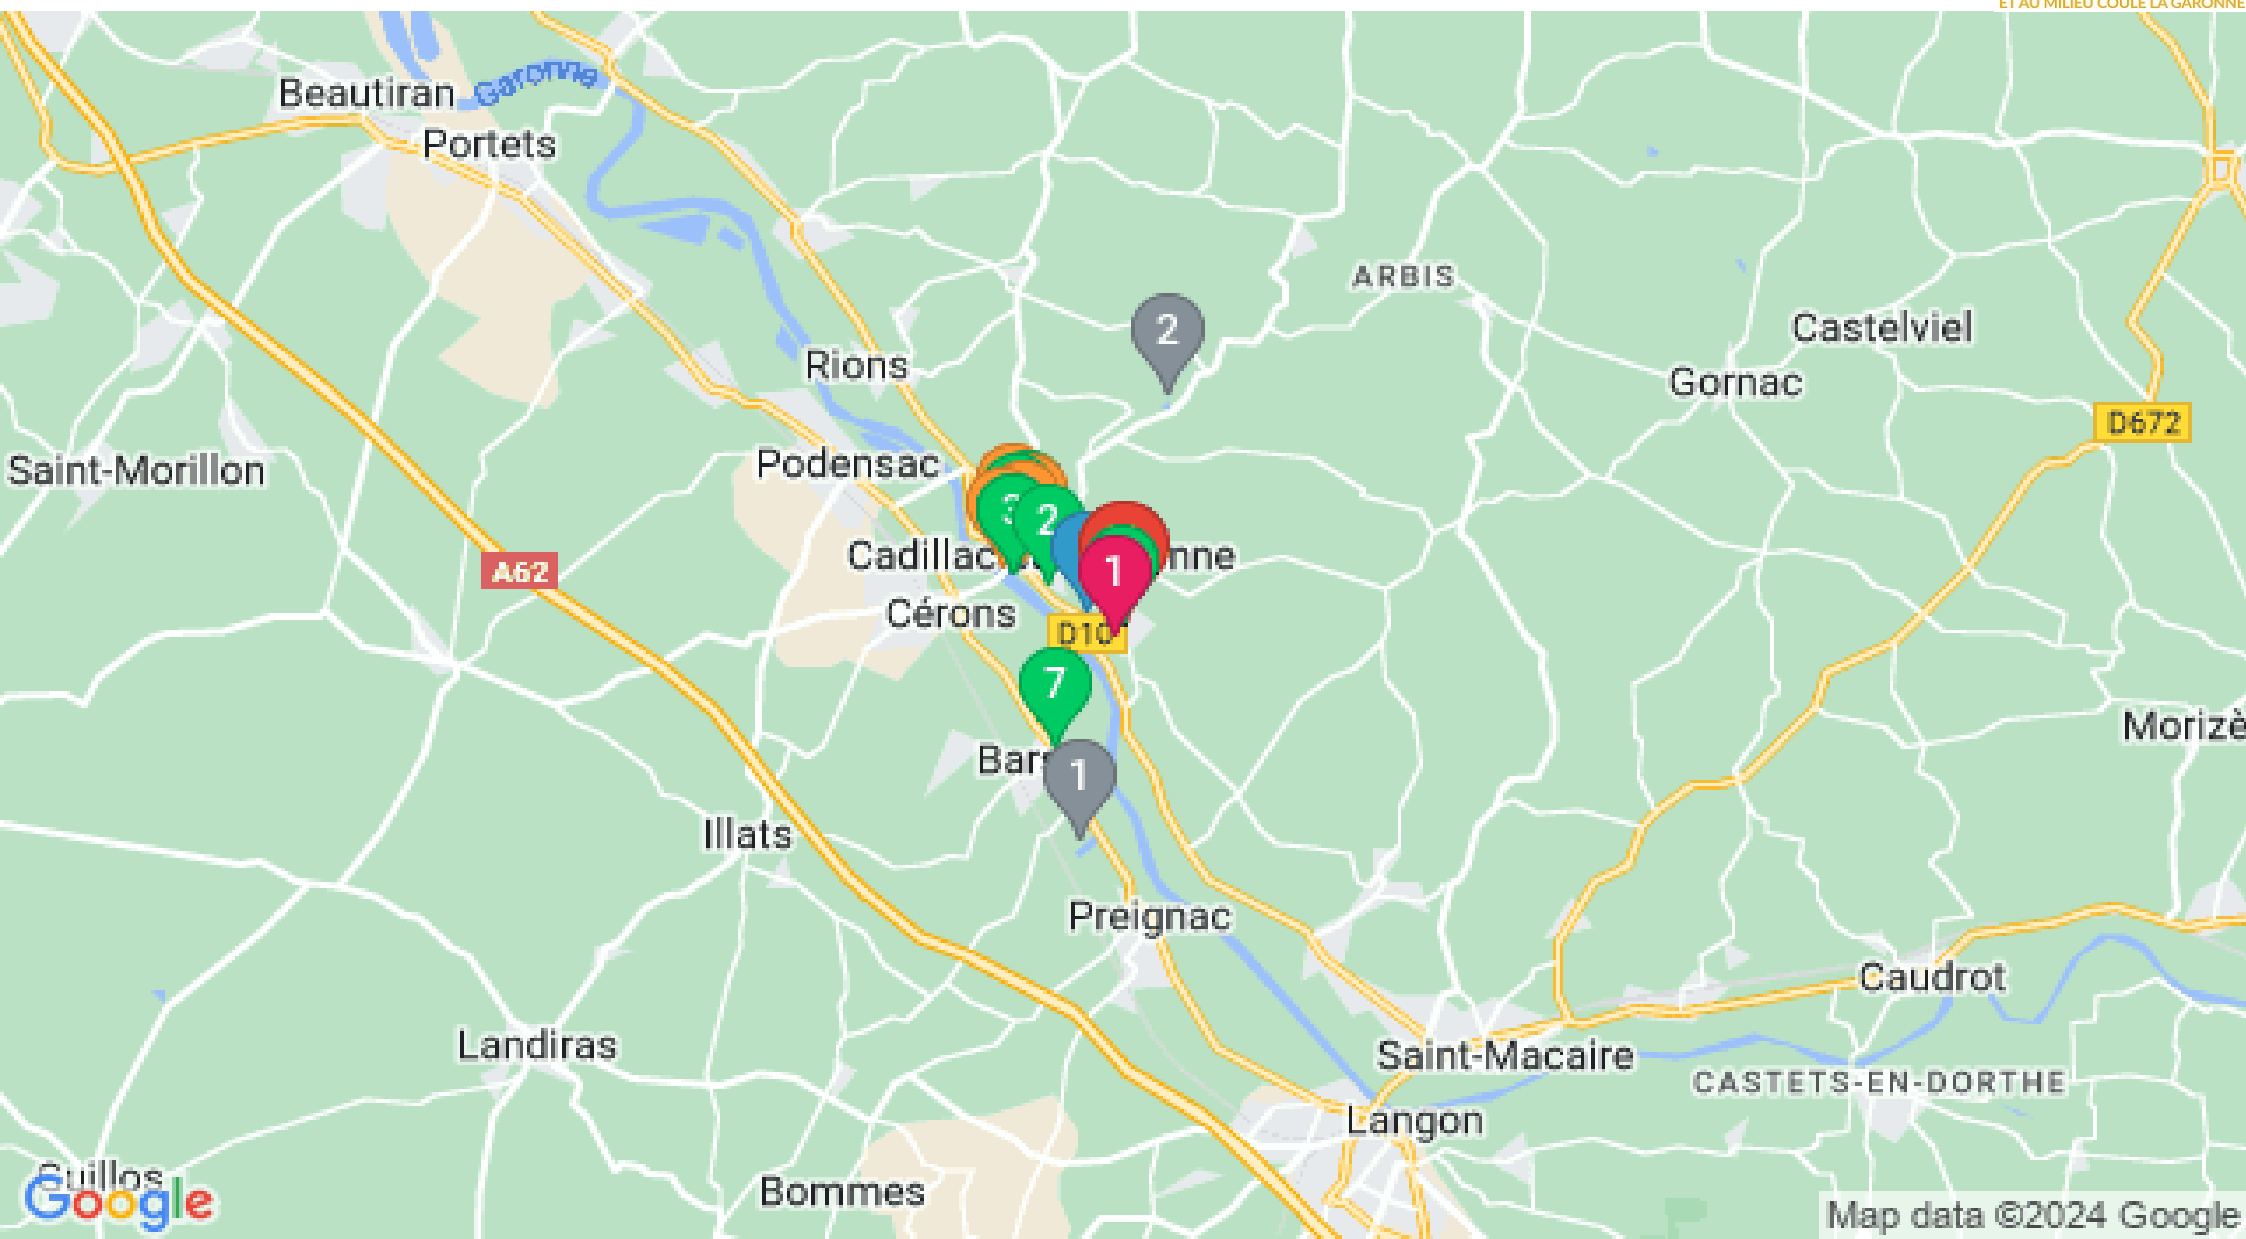 ET AU MILIEU COULE LA GARONNE
Beautiran
Garonne
Portets
ARBIS
Castelviel
2
Rions
Gornac
D672
Podensac
Saint-Morillon
3
2
Cadillac
nne
1
A62
Cérons
D10
7
Morizè
Bars
1
Illats
Preignac
Caudrot
Landiras
Saint-Macaire
CASTETS-EN-DORTHE
Langon
Guillos
Bommes
Google
Map data ©2024 Google